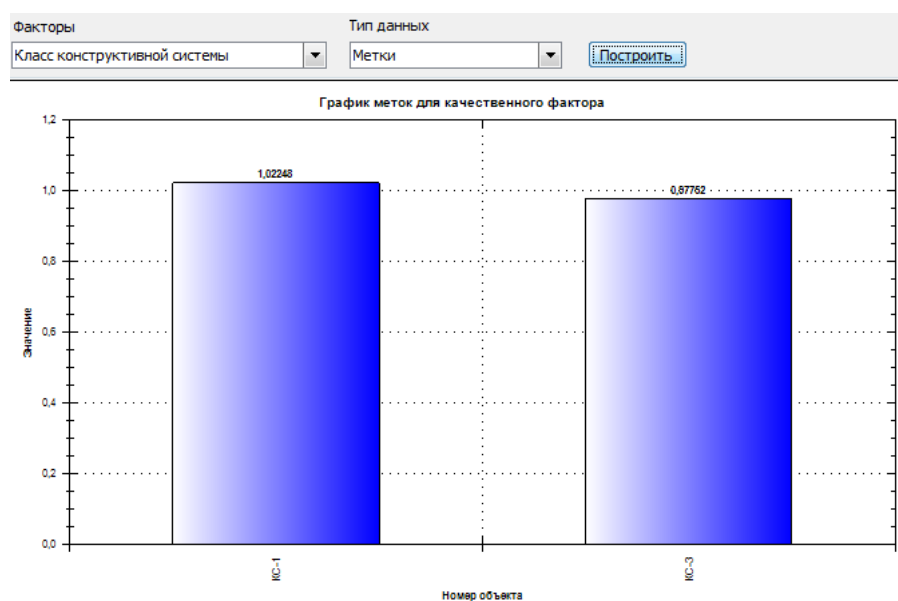 Факторы
Тип данных
Класс конструктивной системы
Метки
Построить
График меток для качественного фактора
1,2
1,0
0,8
0,6
0,4
0,2
0,0
Значение
1,02248
0,97752
КС-1
КС-3
Номер объекта